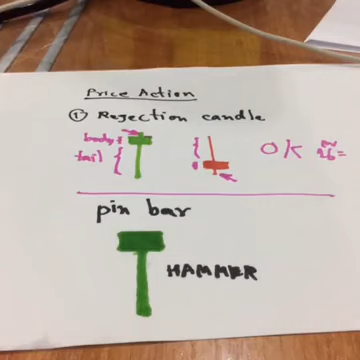 Price Action
① Rejection candle
body
tail
OK
pin bar
HAMMER